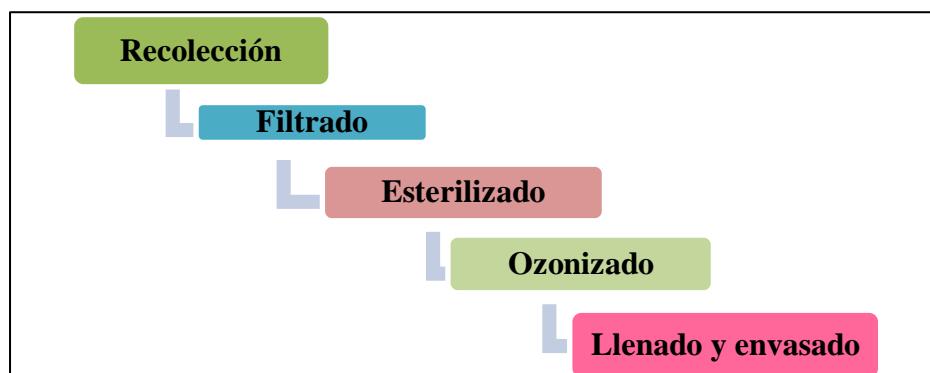 Recolección
Filtrado
Esterilizado
Ozonizado
Llenado y envasado